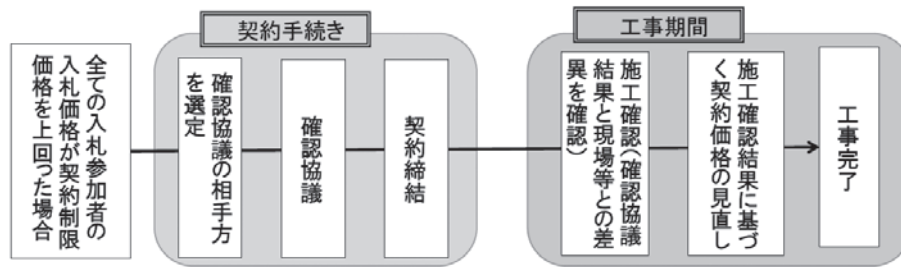 契約手続き
工事期間
全ての入札参加者の
入札価格が契約制限
価格を上回った場合
確認協議の相手方
を選定
確認協議
契約締結
施工確認(確認協議
結果と現場等との差
異を確認)
施工確認結果に基づ
く契約価格の見直し
工事完了